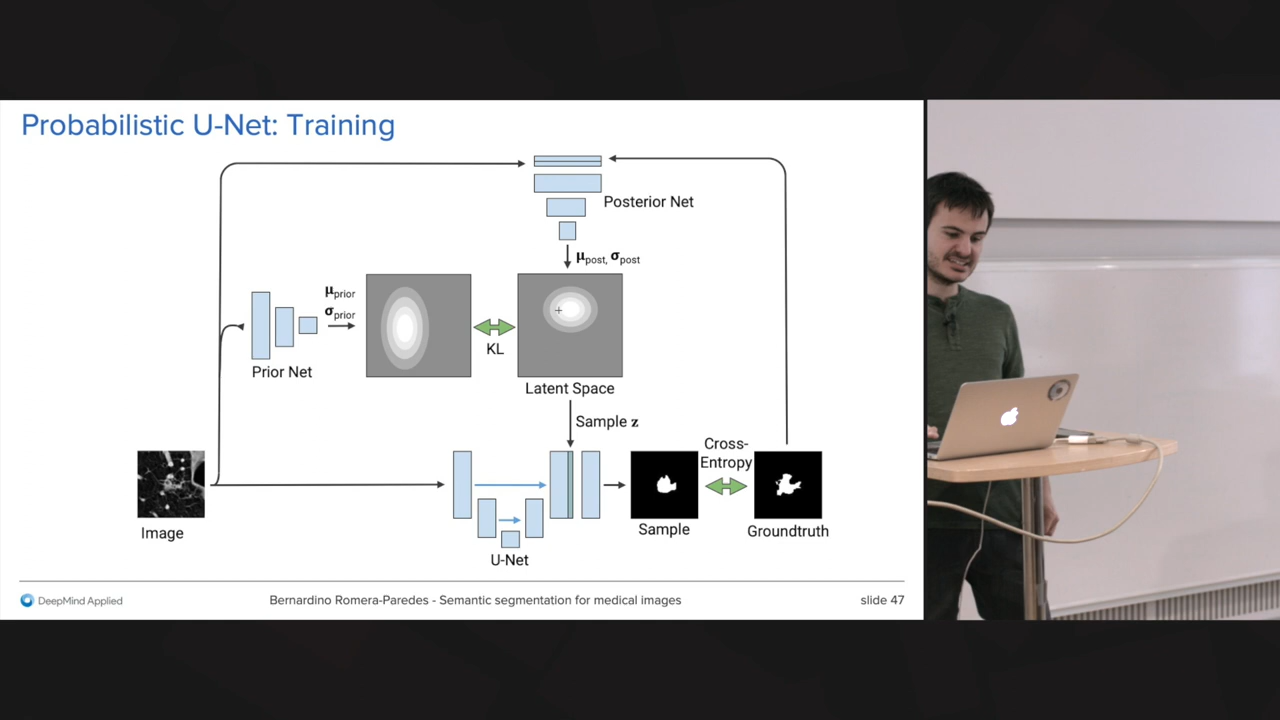 Probabilistic U-Net: Training
Posterior Net
μpost, σpost
μprior
σprior
Prior Net
KL
Latent Space
Sample z
Cross-
Entropy
Image
U-Net
Sample
Groundtruth
DeepMind Applied
Bernardino Romera-Paredes - Semantic segmentation for medical images
slide 47